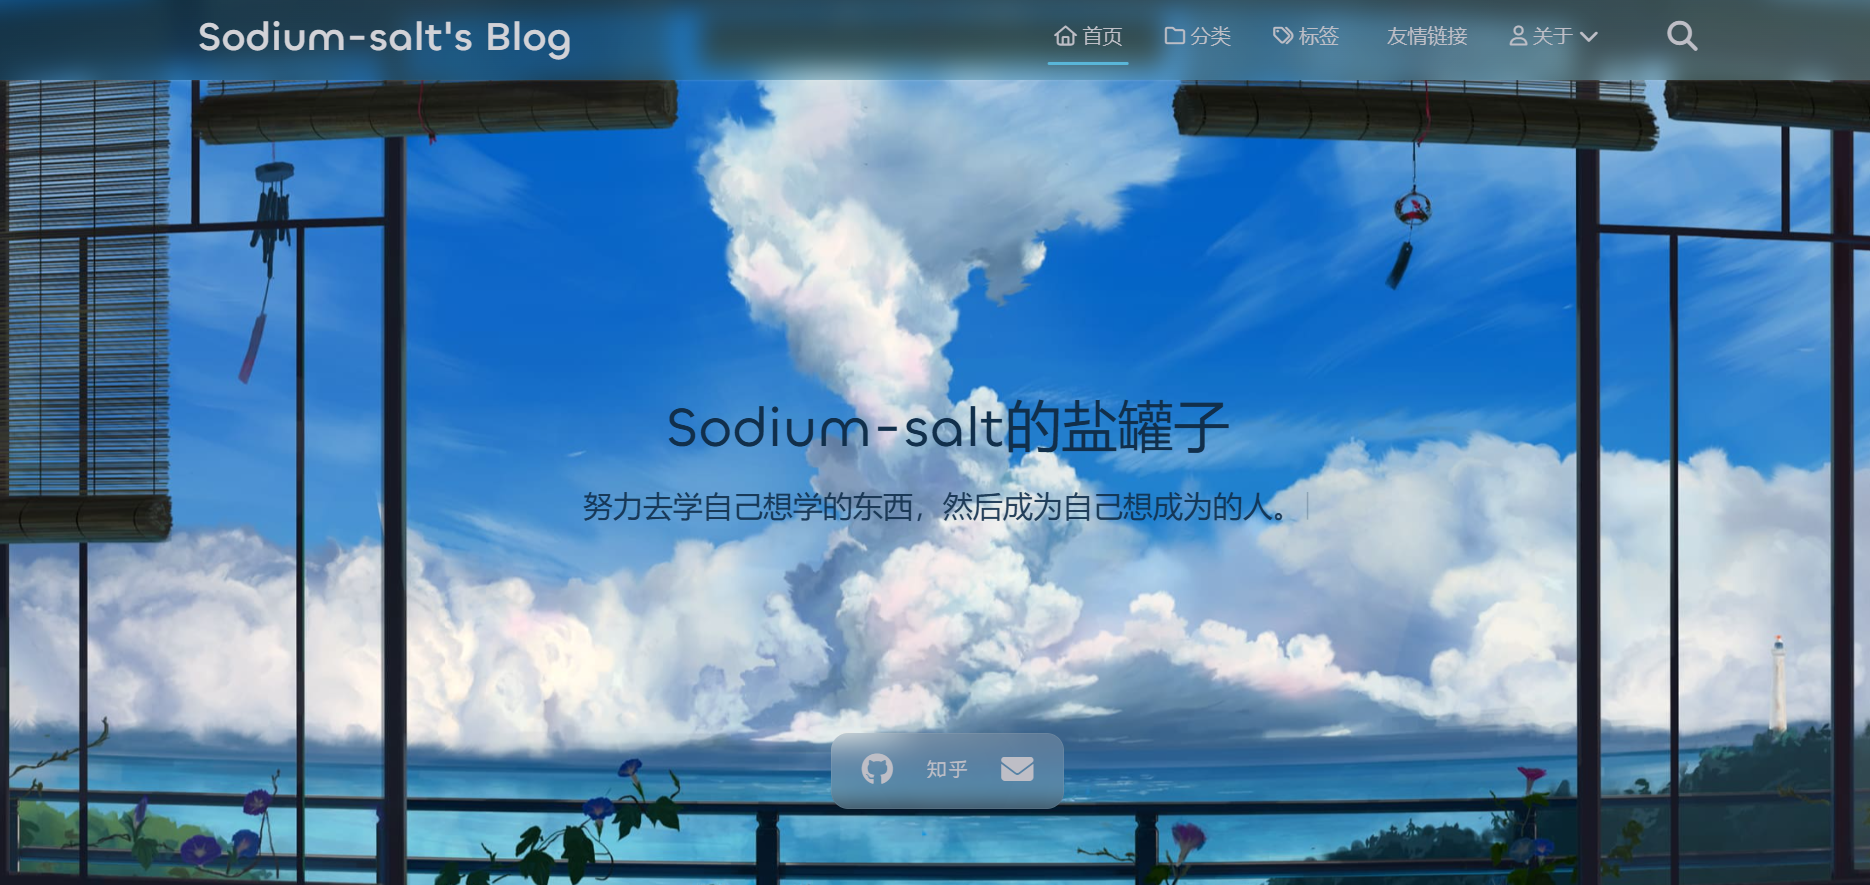 Sodium-salt's Blog
首页 分类 标签 友情链接 关于
Sodium-salt的盐罐子
努力去学自己想学的东西，然后成为自己想成为的人。
知乎